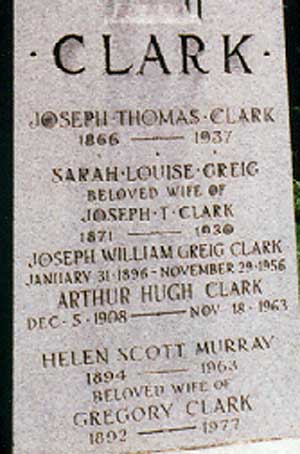 · CLARK ·
JOSEPH·THOMAS·CLARK
1866 — 1937
SARAH·LOUISE·GREIG
BELOVED WIFE OF
JOSEPH·T·CLARK
1871 — 1930
JOSEPH WILLIAM GREIG CLARK
JANUARY 31·1896–NOVEMBER 29·1956
ARTHUR HUGH CLARK
DEC·5·1908 — NOV·18·1963
HELEN SCOTT MURRAY
1894 — 1963
BELOVED WIFE OF
GREGORY CLARK
1892 — 1977